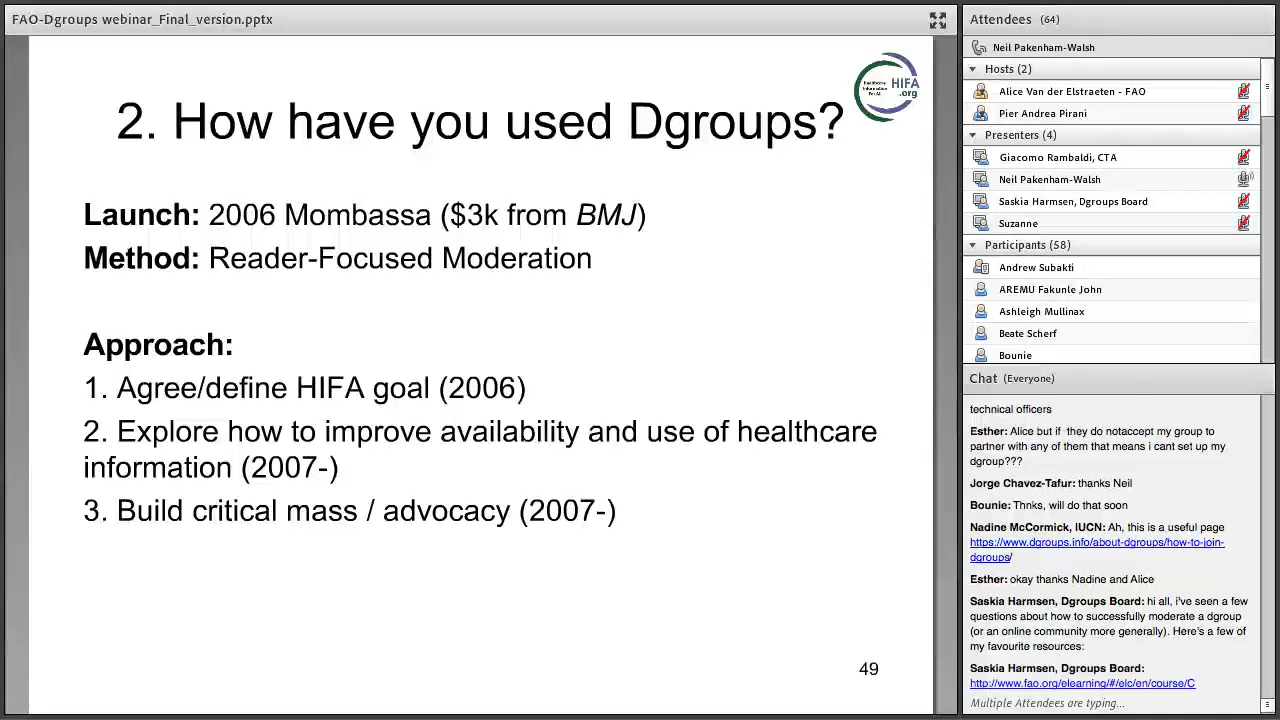 FAO-Dgroups webinar_Final_version.pptx
Healthcare
Information
For All
HIFA
.org
2. How have you used Dgroups?
Launch: 2006 Mombassa ($3k from BMJ)
Method: Reader-Focused Moderation
Approach:
1. Agree/define HIFA goal (2006)
2. Explore how to improve availability and use of healthcare
information (2007-)
3. Build critical mass / advocacy (2007-)
49
Attendees (64)
Neil Pakenham-Walsh
Hosts (2)
Alice Van der Elstraeten - FAO
Pier Andrea Pirani
Presenters (4)
Giacomo Rambaldi, CTA
Neil Pakenham-Walsh
Saskia Harmsen, Dgroups Board
Suzanne
Participants (58)
Andrew Subakti
AREMU Fakunle John
Ashleigh Mullinax
Beate Scherf
Bounie
Chat (Everyone)
technical officers
Esther: Alice but if they do notaccept my group to
partner with any of them that means i cant set up my
dgroup???
Jorge Chavez-Tafur: thanks Neil
Bounie: Thnks, will do that soon
Nadine McCormick, IUCN: Ah, this is a useful page
https://www.dgroups.info/about-dgroups/how-to-join-
dgroups/
Esther: okay thanks Nadine and Alice
Saskia Harmsen, Dgroups Board: hi all, i've seen a few
questions about how to successfully moderate a dgroup
(or an online community more generally). Here's a few of
my favourite resources:
Saskia Harmsen, Dgroups Board:
http://www.fao.org/elearning/#/elc/en/course/C
Multiple Attendees are typing...